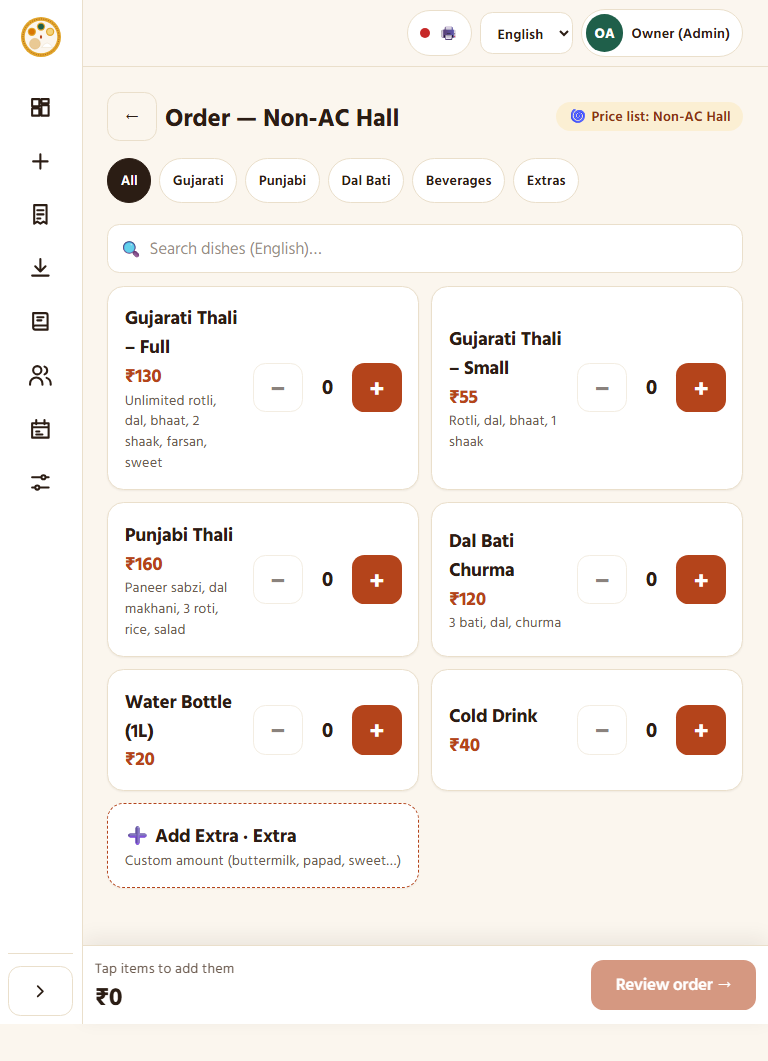 English
OA
Owner (Admin)
←
Order — Non-AC Hall
Price list: Non-AC Hall
All
Gujarati
Punjabi
Dal Bati
Beverages
Extras
Search dishes (English)…
Gujarati Thali
– Full
₹130
Unlimited rotli,
dal, bhaat, 2
shaak, farsan,
sweet
− 0 +
Gujarati Thali
– Small
₹55
Rotli, dal, bhaat, 1
shaak
− 0 +
Punjabi Thali
₹160
Paneer sabzi, dal
makhani, 3 roti,
rice, salad
− 0 +
Dal Bati
Churma
₹120
3 bati, dal, churma
− 0 +
Water Bottle
(1L)
₹20
− 0 +
Cold Drink
₹40
− 0 +
Add Extra · Extra
Custom amount (buttermilk, papad, sweet…)
Tap items to add them
₹0
Review order →